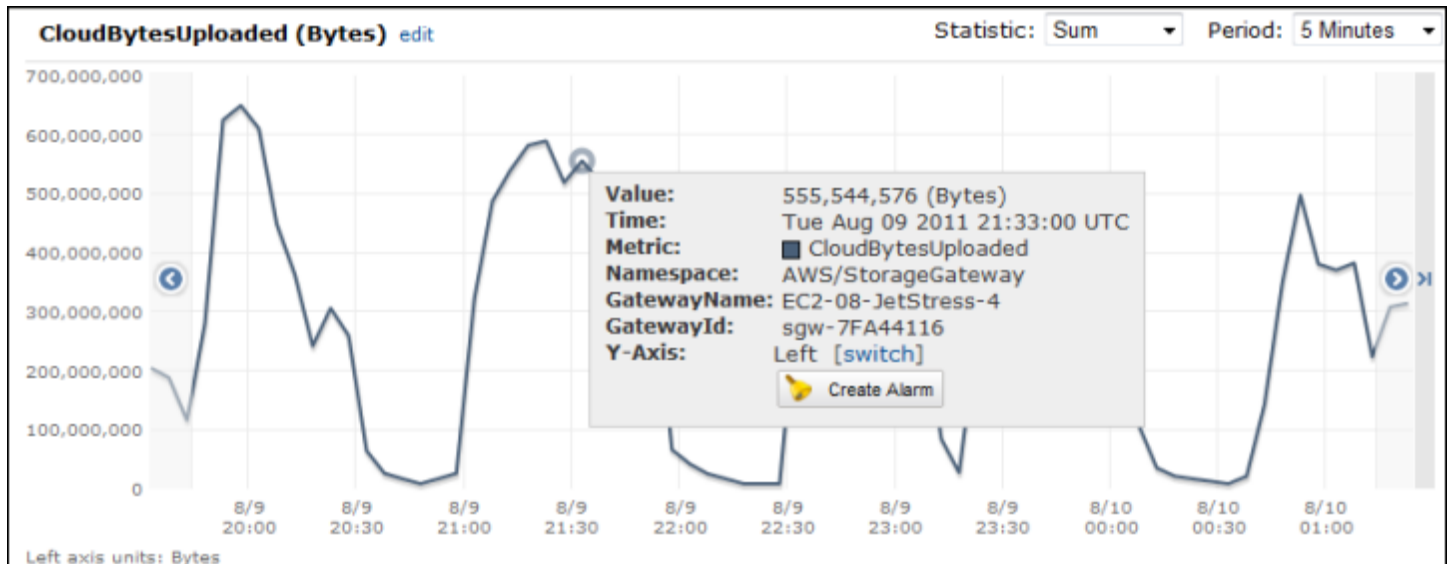 CloudBytesUploaded (Bytes) edit Statistic: Sum Period: 5 Minutes
700,000,000
600,000,000
500,000,000
400,000,000
300,000,000
200,000,000
100,000,000
0
Value: 555,544,576 (Bytes)
Time: Tue Aug 09 2011 21:33:00 UTC
Metric: CloudBytesUploaded
Namespace: AWS/StorageGateway
GatewayName: EC2-08-JetStress-4
GatewayId: sgw-7FA44116
Y-Axis: Left [switch]
Create Alarm
8/9 8/9 8/9 8/9 8/9 8/9 8/9 8/9 8/10 8/10 8/10
20:00 20:30 21:00 21:30 22:00 22:30 23:00 23:30 00:00 00:30 01:00
Left axis units: Bytes